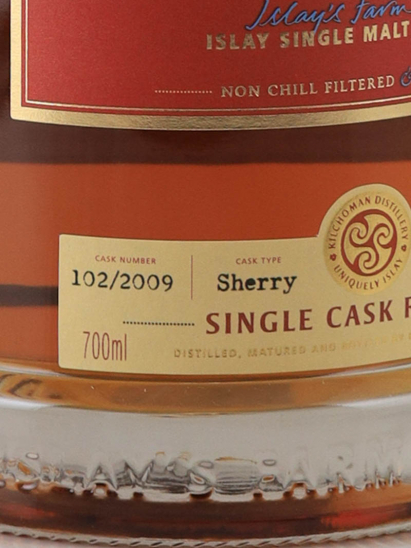 Islay's Farm
ISLAY SINGLE MALT
NON CHILL FILTERED
KILCHOMAN DISTILLERY
UNIQUELY ISLAY
CASK NUMBER
102/2009
CASK TYPE
Sherry
SINGLE CASK
700ml
DISTILLED, MATURED AND
FARM